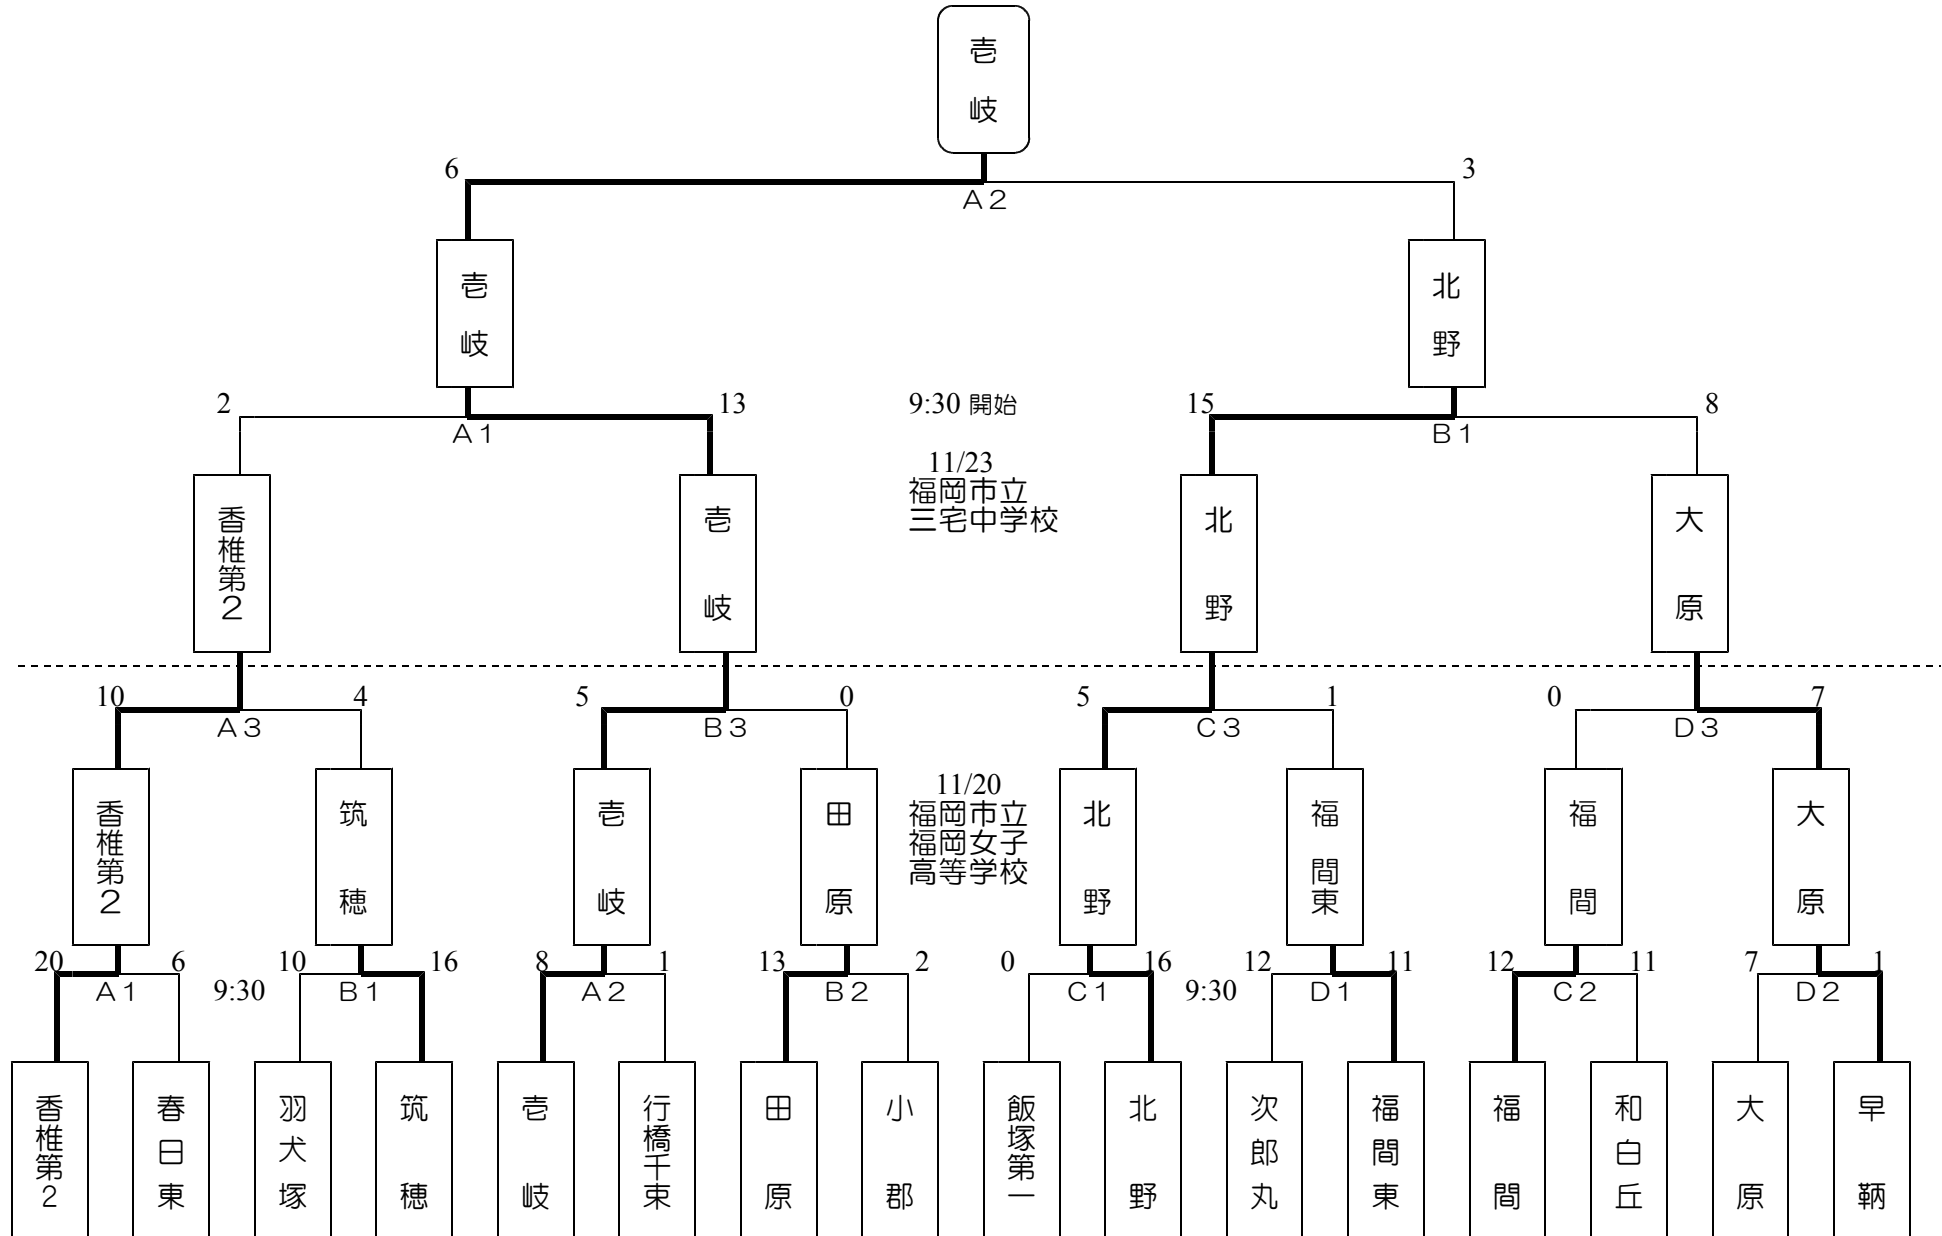 壱岐
6
3
A2
壱岐
北野
2
13
9:30 開始
15
8
A1
B1
11/23
福岡市立
三宅中学校
香椎第2
壱岐
北野
大原
10
4
5
0
5
1
0
7
A3
B3
C3
D3
香椎第2
筑穂
壱岐
田原
11/20
福岡市立
福岡女子
高等学校
北野
福間東
福間
大原
20
6
10
16
8
1
13
2
0
16
12
11
12
11
7
1
A1
9:30
B1
A2
B2
C1
9:30
D1
C2
D2
香椎第2
春日東
羽犬塚
筑穂
壱岐
行橋千束
田原
小郡
飯塚第一
北野
次郎丸
福間東
福間
和白丘
大原
早鞆